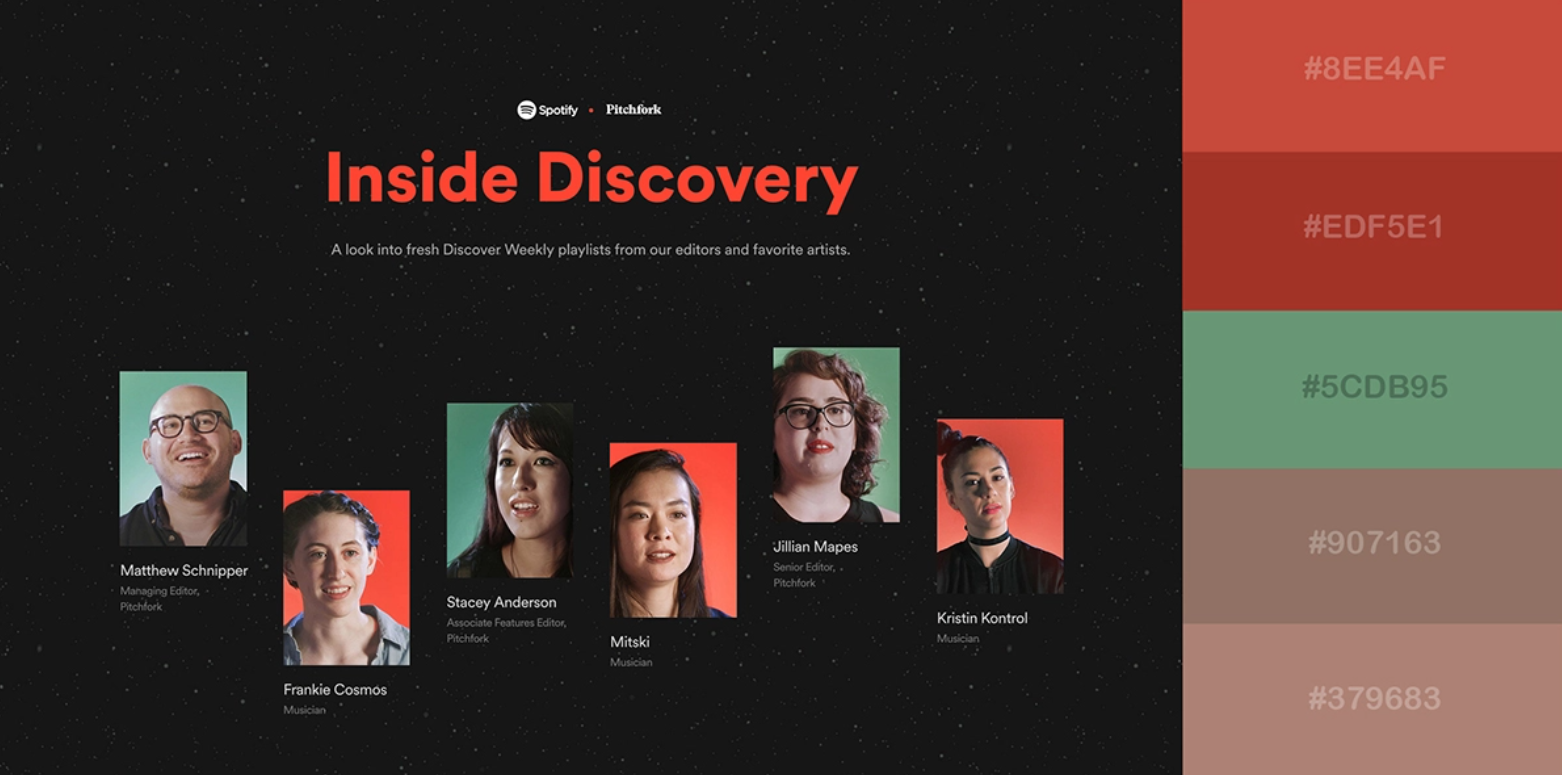 Spotify • Pitchfork
Inside Discovery
A look into fresh Discover Weekly playlists from our editors and favorite artists.
Matthew Schnipper
Managing Editor,
Pitchfork
Frankie Cosmos
Musician
Stacey Anderson
Associate Features Editor,
Pitchfork
Mitski
Musician
Jillian Mapes
Senior Editor,
Pitchfork
Kristin Kontrol
Musician
#8EE4AF
#EDF5E1
#5CDB95
#907163
#379683